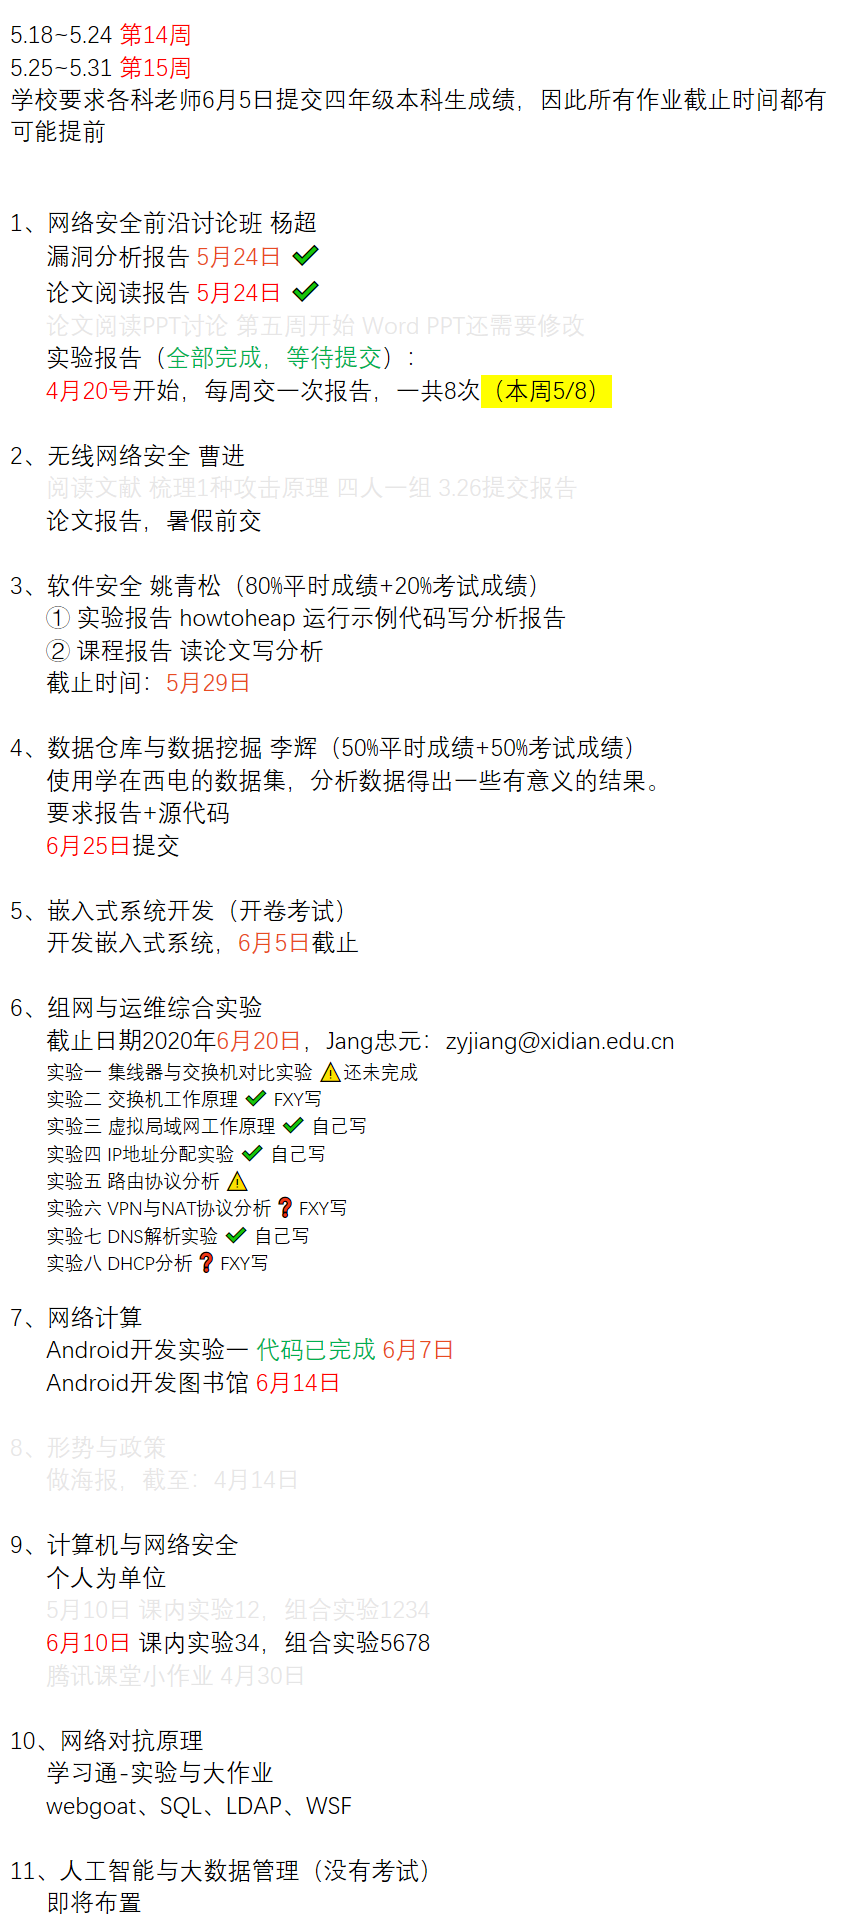 5.18~5.24 第14周
5.25~5.31 第15周
学校要求各科老师6月5日提交四年级本科生成绩，因此所有作业截止时间都有
可能提前
1、网络安全前沿讨论班 杨超
漏洞分析报告 5月24日 ✔
论文阅读报告 5月24日 ✔
论文阅读PPT讨论 第五周开始 Word PPT还需要修改
实验报告（全部完成，等待提交）：
4月20号开始，每周交一次报告，一共8次（本周5/8）
2、无线网络安全 曹进
阅读文献 梳理1种攻击原理 四人一组 3.26提交报告
论文报告，暑假前交
3、软件安全 姚青松（80%平时成绩+20%考试成绩）
① 实验报告 howtoheap 运行示例代码写分析报告
② 课程报告 读论文写分析
截止时间：5月29日
4、数据仓库与数据挖掘 李辉（50%平时成绩+50%考试成绩）
使用学在西电的数据集，分析数据得出一些有意义的结果。
要求报告+源代码
6月25日提交
5、嵌入式系统开发（开卷考试）
开发嵌入式系统，6月5日截止
6、组网与运维综合实验
截止日期2020年6月20日，Jang忠元：zyjiang@xidian.edu.cn
实验一 集线器与交换机对比实验 ⚠还未完成
实验二 交换机工作原理 ✔ FXY写
实验三 虚拟局域网工作原理 ✔ 自己写
实验四 IP地址分配实验 ✔ 自己写
实验五 路由协议分析 ⚠
实验六 VPN与NAT协议分析 ❓ FXY写
实验七 DNS解析实验 ✔ 自己写
实验八 DHCP分析 ❓ FXY写
7、网络计算
Android开发实验一 代码已完成 6月7日
Android开发图书馆 6月14日
8、形势与政策
做海报，截至：4月14日
9、计算机与网络安全
个人为单位
5月10日 课内实验12，组合实验1234
6月10日 课内实验34，组合实验5678
腾讯课堂小作业 4月30日
10、网络对抗原理
学习通-实验与大作业
webgoat、SQL、LDAP、WSF
11、人工智能与大数据管理（没有考试）
即将布置